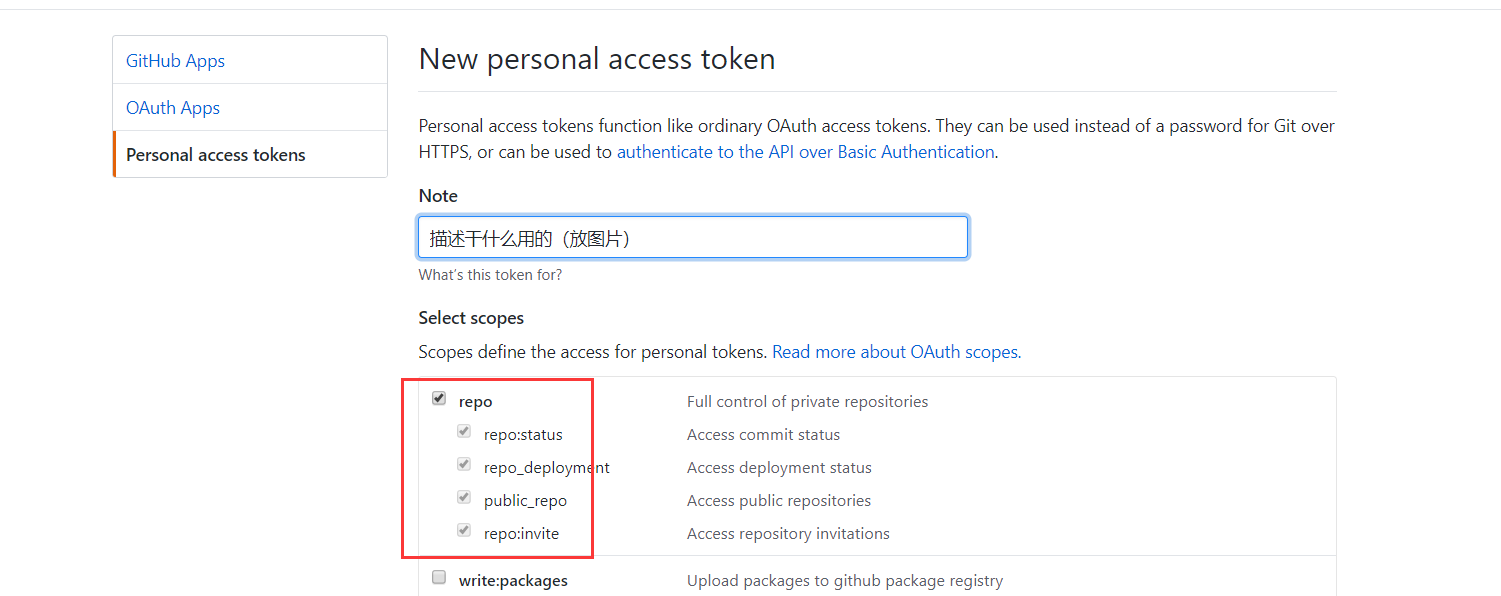 GitHub Apps
OAuth Apps
Personal access tokens
New personal access token
Personal access tokens function like ordinary OAuth access tokens. They can be used instead of a password for Git over
HTTPS, or can be used to authenticate to the API over Basic Authentication.
Note
描述干什么用的（放图片）
What's this token for?
Select scopes
Scopes define the access for personal tokens. Read more about OAuth scopes.
repo Full control of private repositories
repo:status Access commit status
repo_deployment Access deployment status
public_repo Access public repositories
repo:invite Access repository invitations
write:packages Upload packages to github package registry